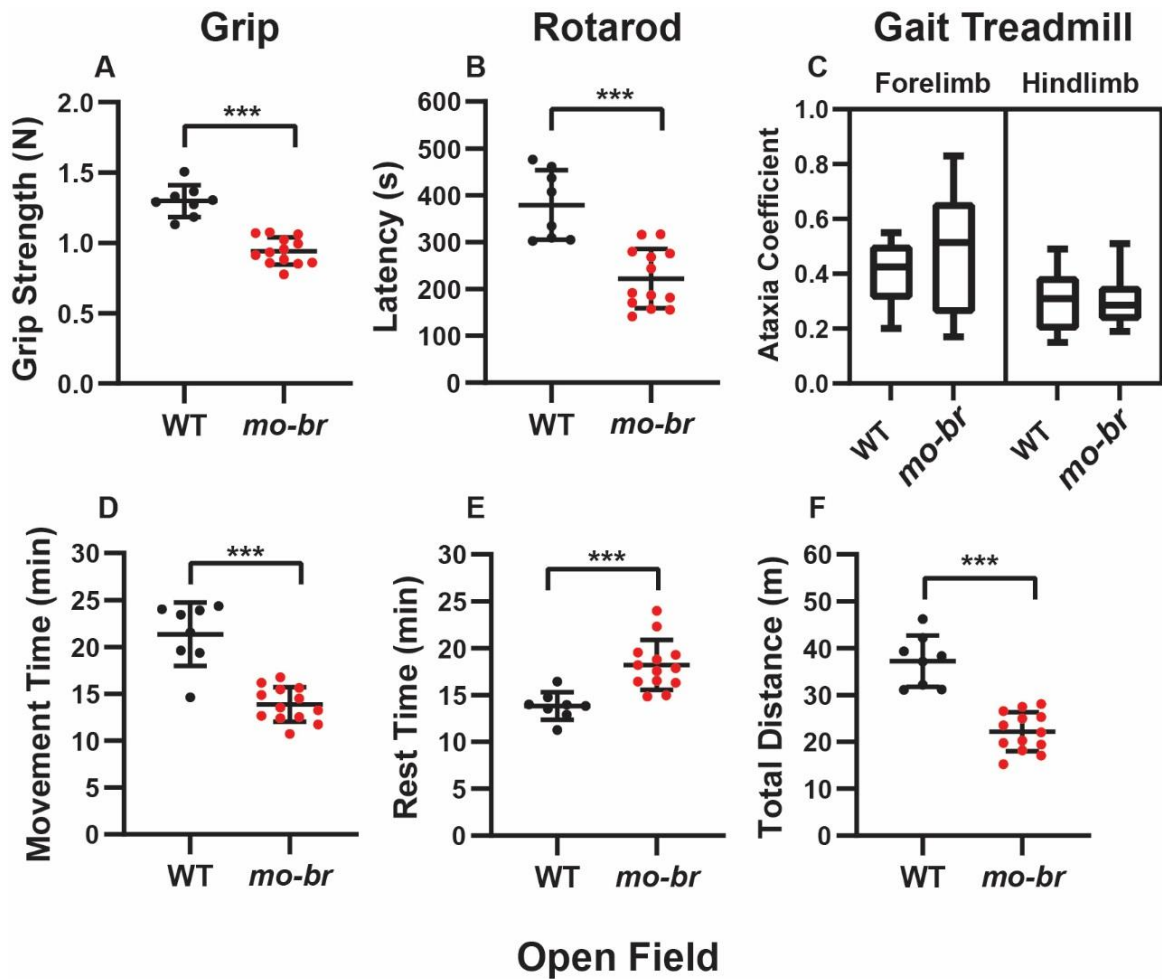 Grip
Rotarod
Gait Treadmill
A
***
Grip Strength (N)
2.0
1.5
1.0
0.5
0.0
WT
mo-br
B
***
Latency (s)
600
500
400
300
200
100
0
WT
mo-br
C
Forelimb
Hindlimb
Ataxia Coefficient
1.0
0.8
0.6
0.4
0.2
0.0
WT
mo-br
WT
mo-br
D
***
Movement Time (min)
30
25
20
15
10
5
0
WT
mo-br
E
***
Rest Time (min)
30
25
20
15
10
5
0
WT
mo-br
F
***
Total Distance (m)
60
50
40
30
20
10
0
WT
mo-br
Open Field